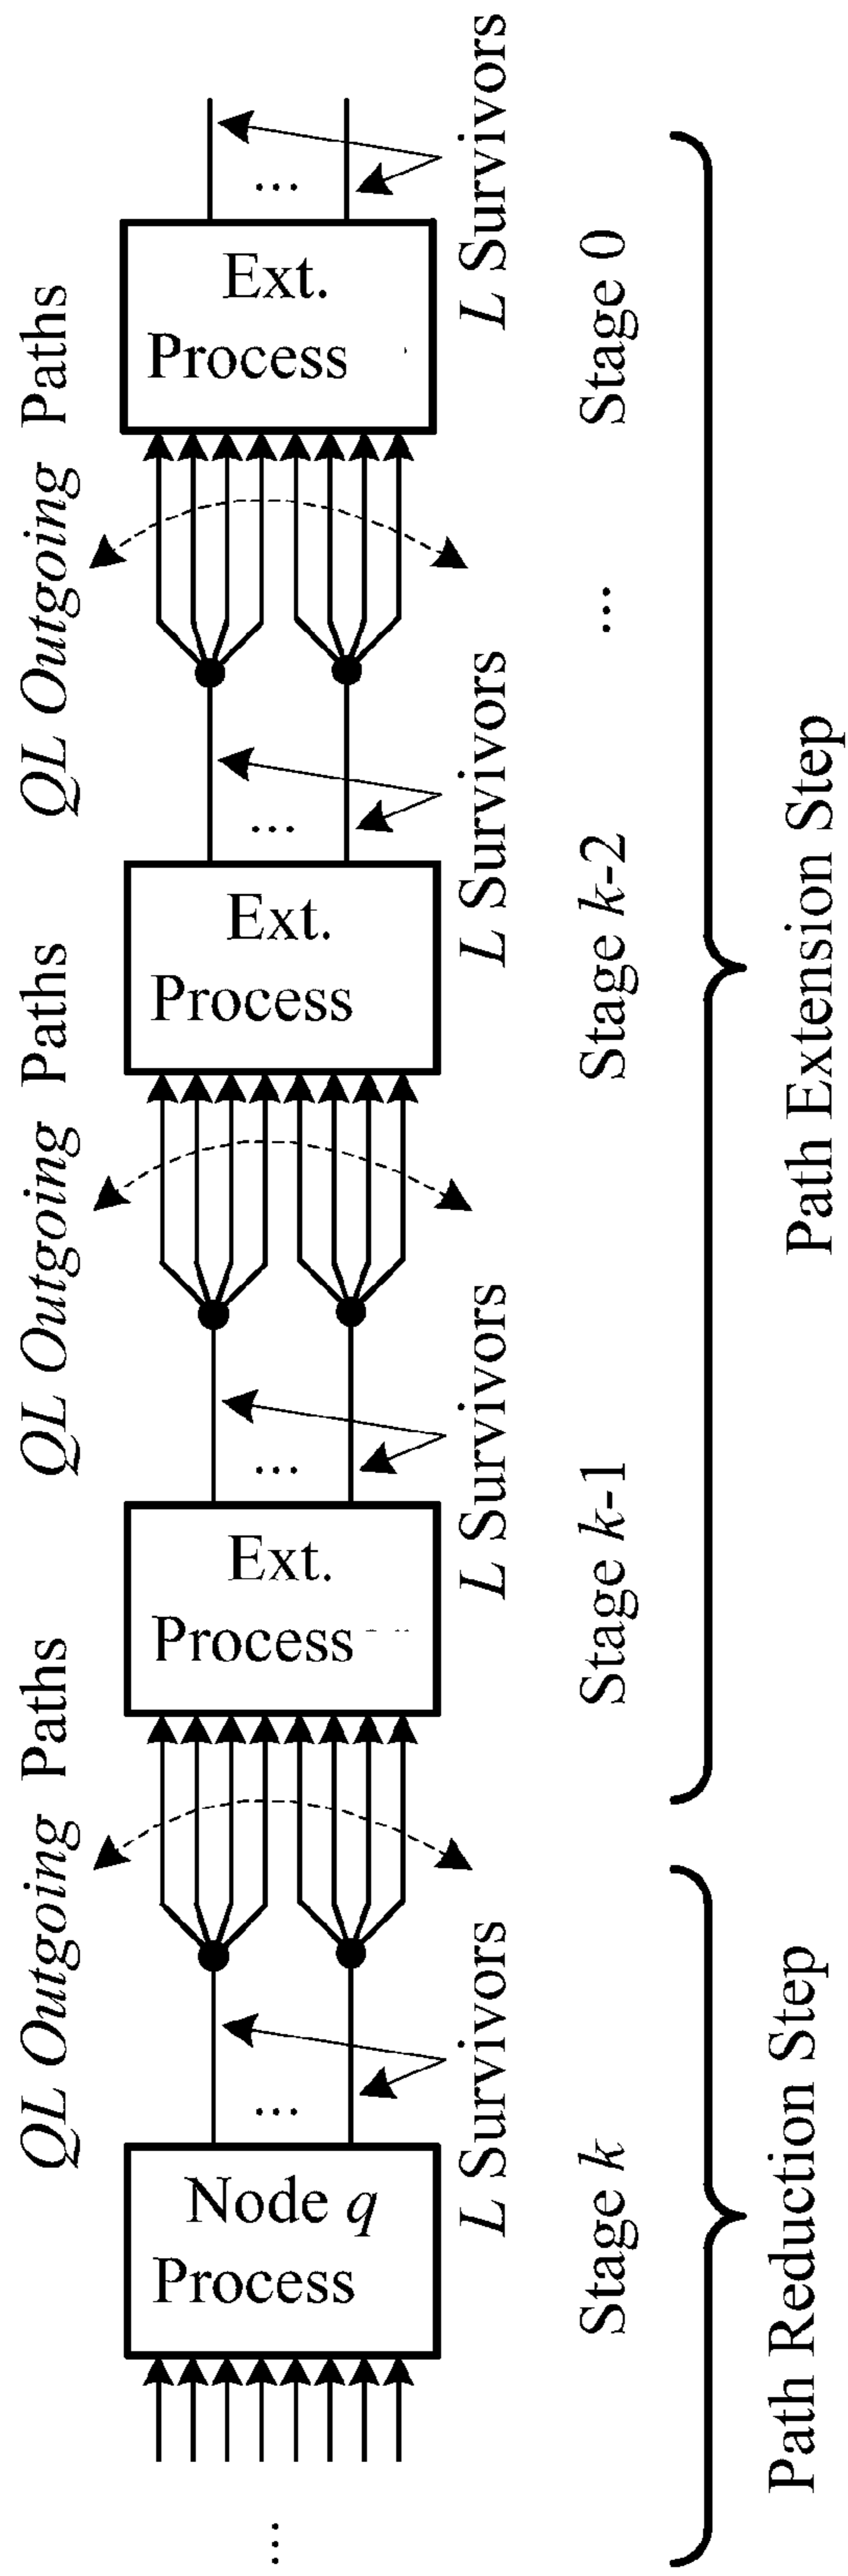 QL Outgoing Paths
QL Outgoing Paths
QL Outgoing Paths
...
Node q
Process
...
L Survivors
Ext.
Process
...
L Survivors
Ext.
Process
...
L Survivors
Ext.
Process
...
L Survivors
Stage k
Stage k-1
Stage k-2
...
Stage 0
Path Reduction Step
Path Extension Step